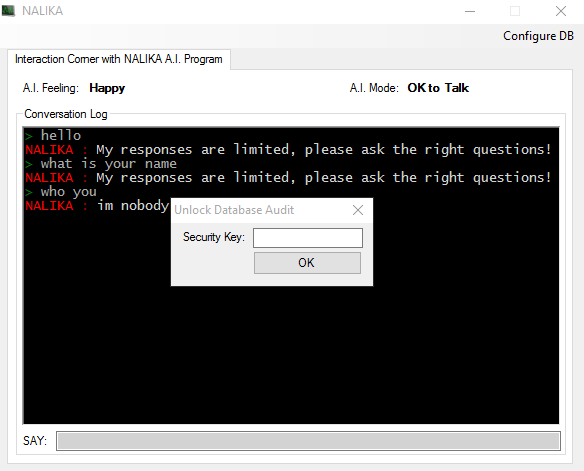 NALIKA
Configure DB
Interaction Corner with NALIKA A.I. Program
A.I. Feeling: Happy
A.I. Mode: OK to Talk
Conversation Log
> hello
NALIKA : My responses are limited, please ask the right questions!
> what is your name
NALIKA : My responses are limited, please ask the right questions!
> who you
NALIKA : im nobody
Unlock Database Audit
Security Key:
OK
SAY: